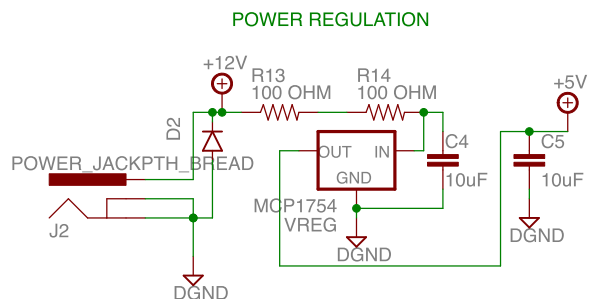 POWER REGULATION
+12V
R13
100 OHM
R14
100 OHM
+5V
D2
POWER_JACKPTH_BREAD
J2
DGND
OUT
IN
GND
MCP1754
VREG
DGND
C4
10uF
C5
10uF
DGND